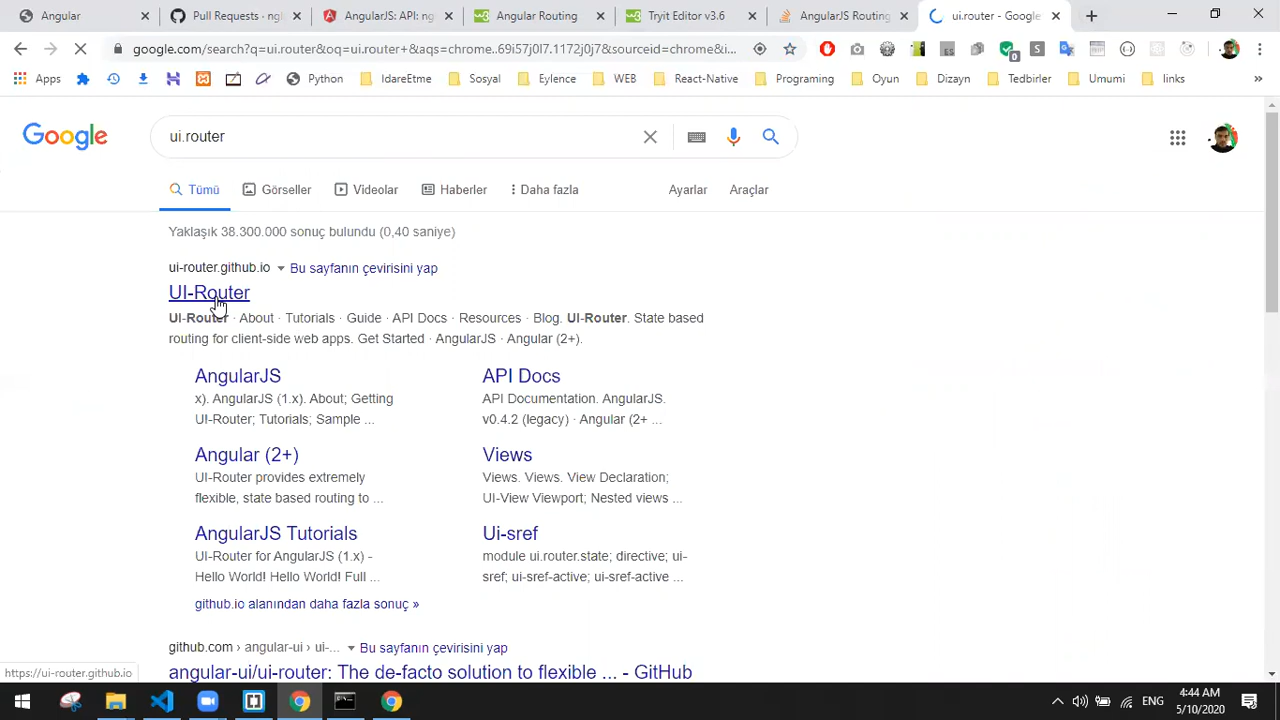 Angular
Pull Requests · ngl
AngularJS: API: ng
Angular Routing
Tryit Editor v3.6
AngularJS Routing
ui.router - Google
google.com/search?q=ui.router&oq=ui.router+&aqs=chrome..69i57j0l7.1172j0j7&sourceid=chrome&i...
Apps
Python
IdareEtme
Sosyal
Eylence
WEB
React-Native
Programing
Oyun
Dizayn
Tedbirler
Umumi
links
»
Google
ui.router
Tümü
Görseller
Videolar
Haberler
Daha fazla
Ayarlar
Araçlar
Yaklaşık 38.300.000 sonuç bulundu (0,40 saniye)
ui-router.github.io ▾ Bu sayfanın çevirisini yap
UI-Router
UI-Router · About · Tutorials · Guide · API Docs · Resources · Blog. UI-Router. State based
routing for client-side web apps. Get Started · AngularJS · Angular (2+).
AngularJS
x). AngularJS (1.x). About; Getting
UI-Router; Tutorials; Sample ...
API Docs
API Documentation. AngularJS.
v0.4.2 (legacy) · Angular (2+ ...
Angular (2+)
UI-Router provides extremely
flexible, state based routing to ...
Views
Views. Views. View Declaration;
UI-View Viewport; Nested views ...
AngularJS Tutorials
UI-Router for AngularJS (1.x) -
Hello World! Hello World! Full ...
Ui-sref
module ui.router.state; directive; ui-
sref; ui-sref-active; ui-sref-active ...
github.io alanından daha fazla sonuç »
github.com › angular-ui › ui-... ▾ Bu sayfanın çevirisini yap
angular-ui/ui-router: The de-facto solution to flexible ... - GitHub
https://ui-router.github.io
ENG
4:44 AM
5/10/2020